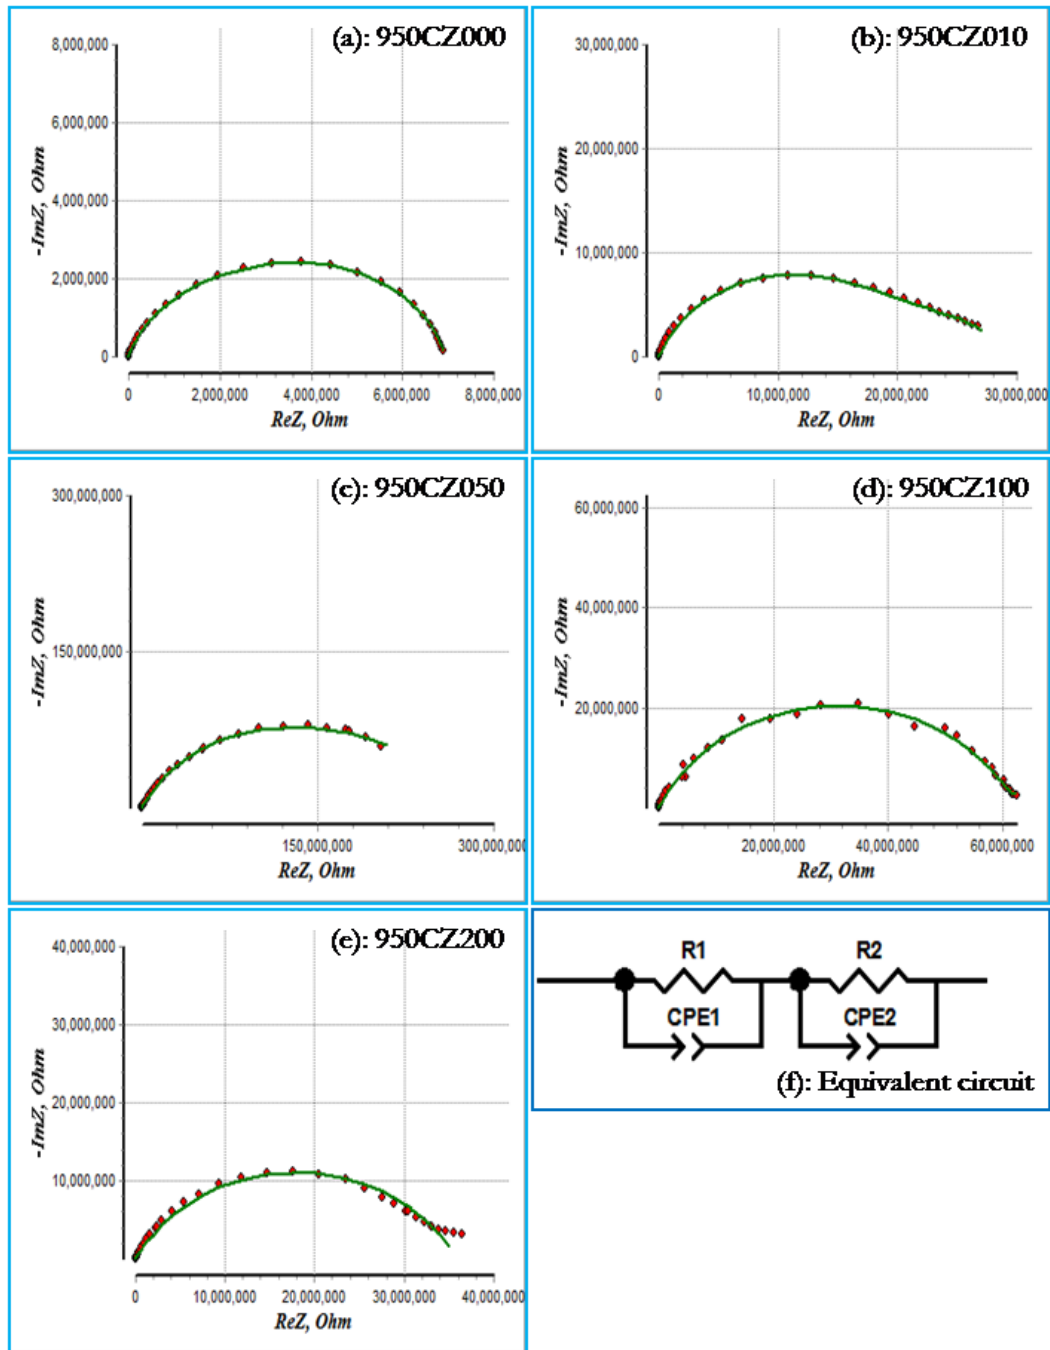 (a): 950CZ000
8,000,000
6,000,000
4,000,000
2,000,000
0
-ImZ, Ohm
0 2,000,000 4,000,000 6,000,000 8,000,000
ReZ, Ohm
(b): 950CZ010
30,000,000
20,000,000
10,000,000
0
-ImZ, Ohm
0 10,000,000 20,000,000 30,000,000
ReZ, Ohm
(c): 950CZ050
300,000,000
150,000,000
-ImZ, Ohm
150,000,000 300,000,000
ReZ, Ohm
(d): 950CZ100
60,000,000
40,000,000
20,000,000
-ImZ, Ohm
20,000,000 40,000,000 60,000,000
ReZ, Ohm
(e): 950CZ200
40,000,000
30,000,000
20,000,000
10,000,000
-ImZ, Ohm
0 10,000,000 20,000,000 30,000,000 40,000,000
ReZ, Ohm
R1 R2
CPE1 CPE2
(f): Equivalent circuit